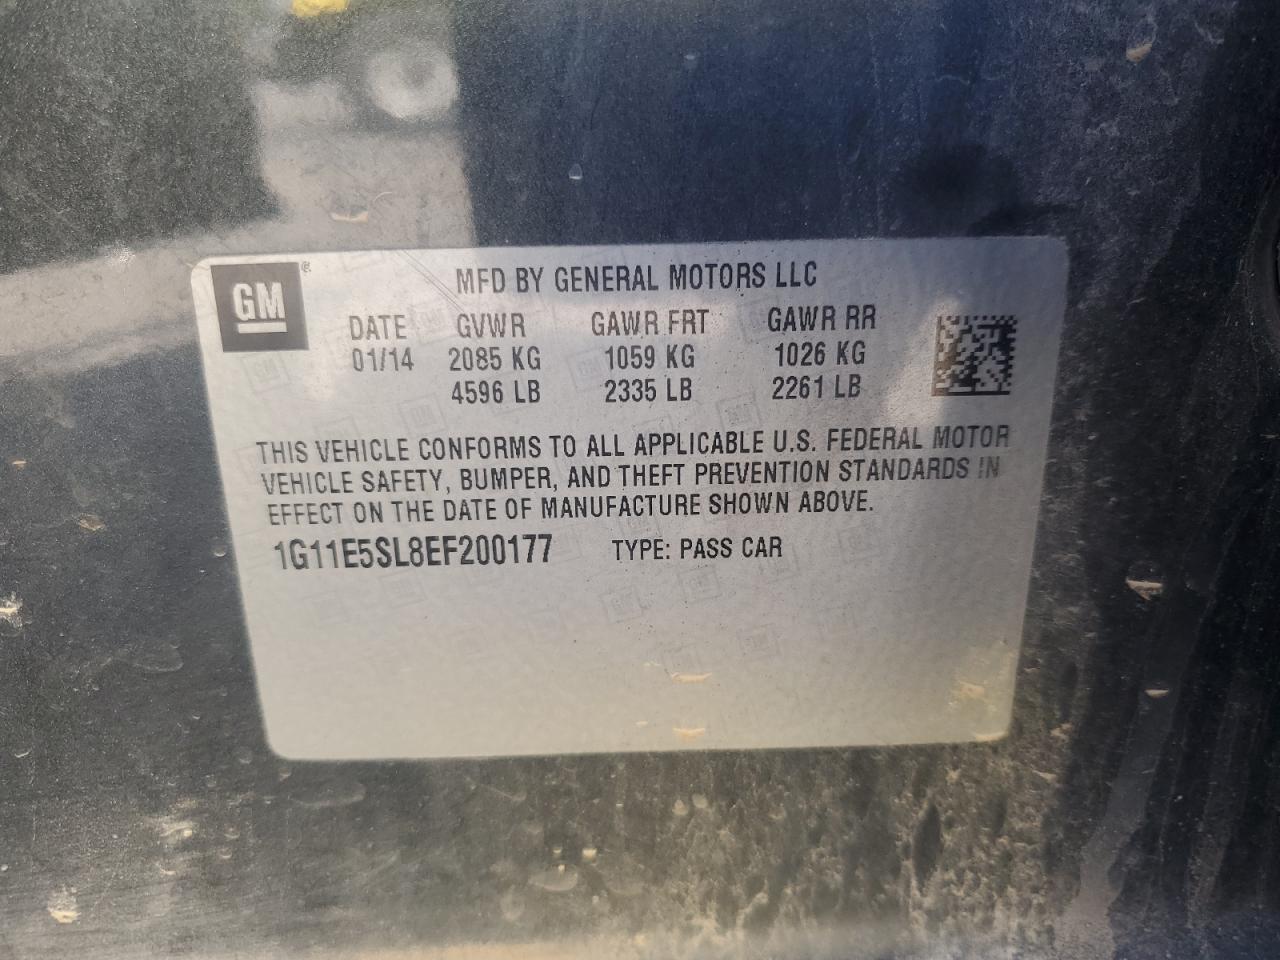 GM
MFD BY GENERAL MOTORS LLC
DATE GVWR GAWR FRT GAWR RR
01/14 2085 KG 1059 KG 1026 KG
4596 LB 2335 LB 2261 LB
THIS VEHICLE CONFORMS TO ALL APPLICABLE U.S. FEDERAL MOTOR
VEHICLE SAFETY, BUMPER, AND THEFT PREVENTION STANDARDS IN
EFFECT ON THE DATE OF MANUFACTURE SHOWN ABOVE.
1G11E5SL8EF200177 TYPE: PASS CAR